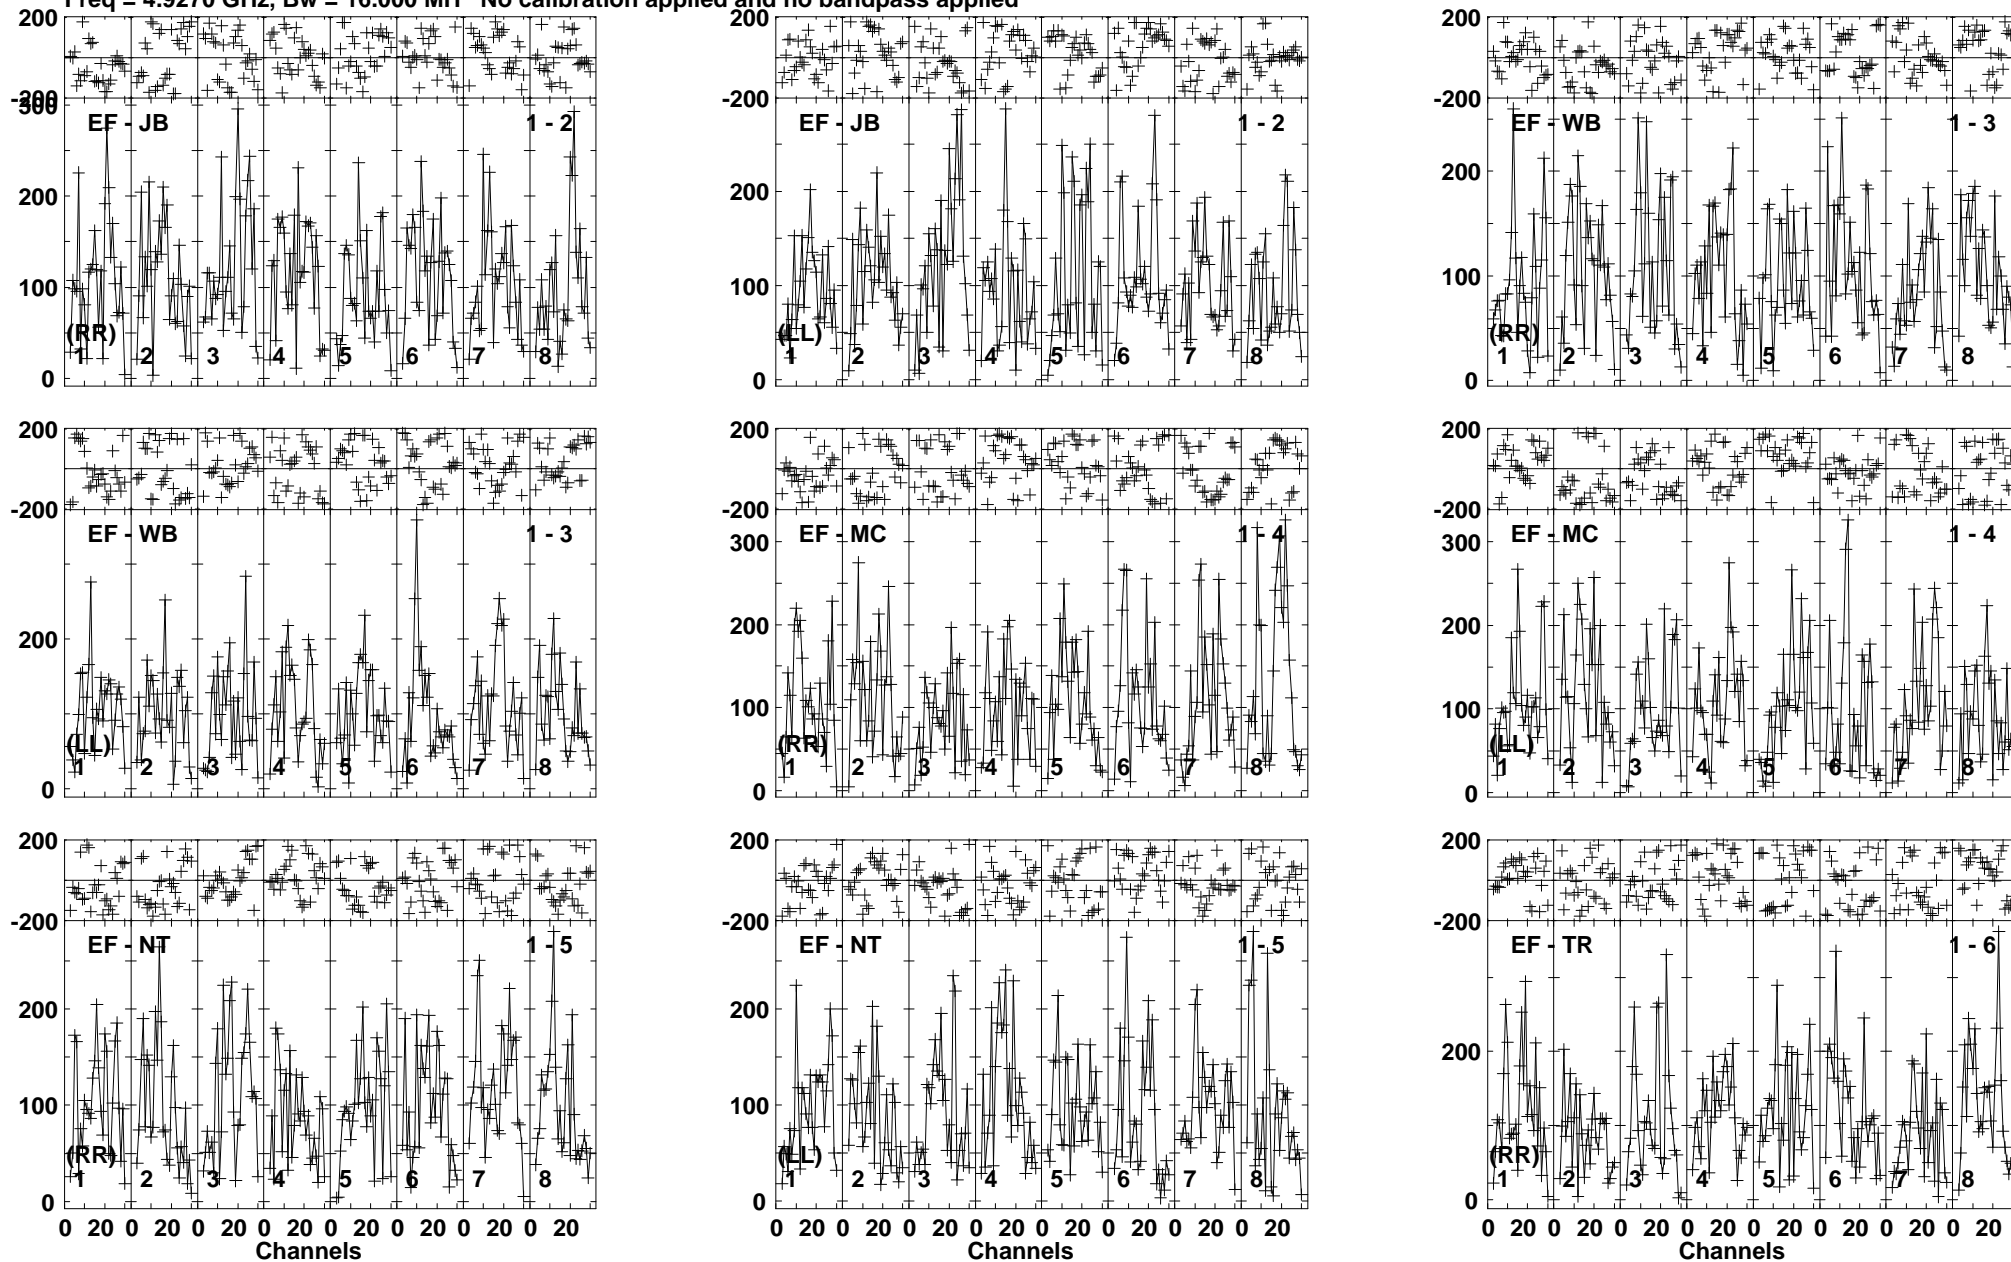 Freq = 4.9270 GHz, Bw = 16.000 MH No calibration applied and no bandpass applied
200 200 200
-200 -200 -200
300
EF - JB 1 - 2 EF - JB 1 - 2 EF - WB 1 - 3
200 200 200
100 100 100
(RR) (LL) (RR)
1 2 3 4 5 6 7 8 1 2 3 4 5 6 7 8 1 2 3 4 5 6 7 8
0 0 0
200 200 200
-200 -200 -200
EF - WB 1 - 3 EF - MC 1 - 4 EF - MC 1 - 4
300 300
200 200 200
100 100
(LL) (RR) (LL)
1 2 3 4 5 6 7 8 1 2 3 4 5 6 7 8 1 2 3 4 5 6 7 8
0 0 0
200 200 200
-200 -200 -200
EF - NT 1 - 5 EF - NT 1 - 5 EF - TR 1 - 6
200 200 200
100 100
(RR) (LL) (RR)
1 2 3 4 5 6 7 8 1 2 3 4 5 6 7 8 1 2 3 4 5 6 7 8
0 0 0
0 20 0 20 0 20 0 20 0 20 0 20 0 20 0 20 0 20 0 20 0 20 0 20 0 20 0 20 0 20 0 20 0 20 0 20 0 20 0 20 0 20 0 20 0 20 0 20
Channels Channels Channels